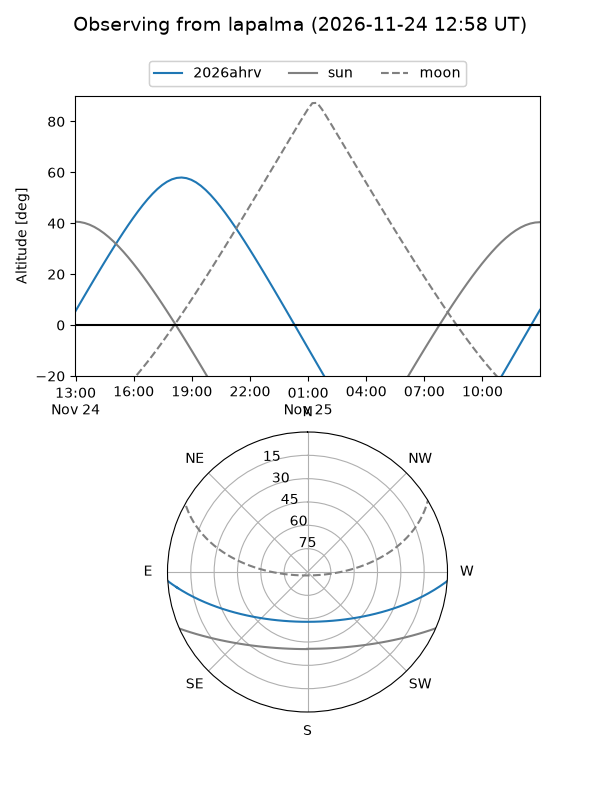 Observing from lapalma (2026-11-24 12:58 UT)
2026ahrv sun moon
Altitude [deg]
80
60
40
20
0
−20
13:00 16:00 19:00 22:00 01:00 04:00 07:00 10:00
Nov 24 Nov 25
N
NE NW
15
30
45
60
75
E W
SE SW
S